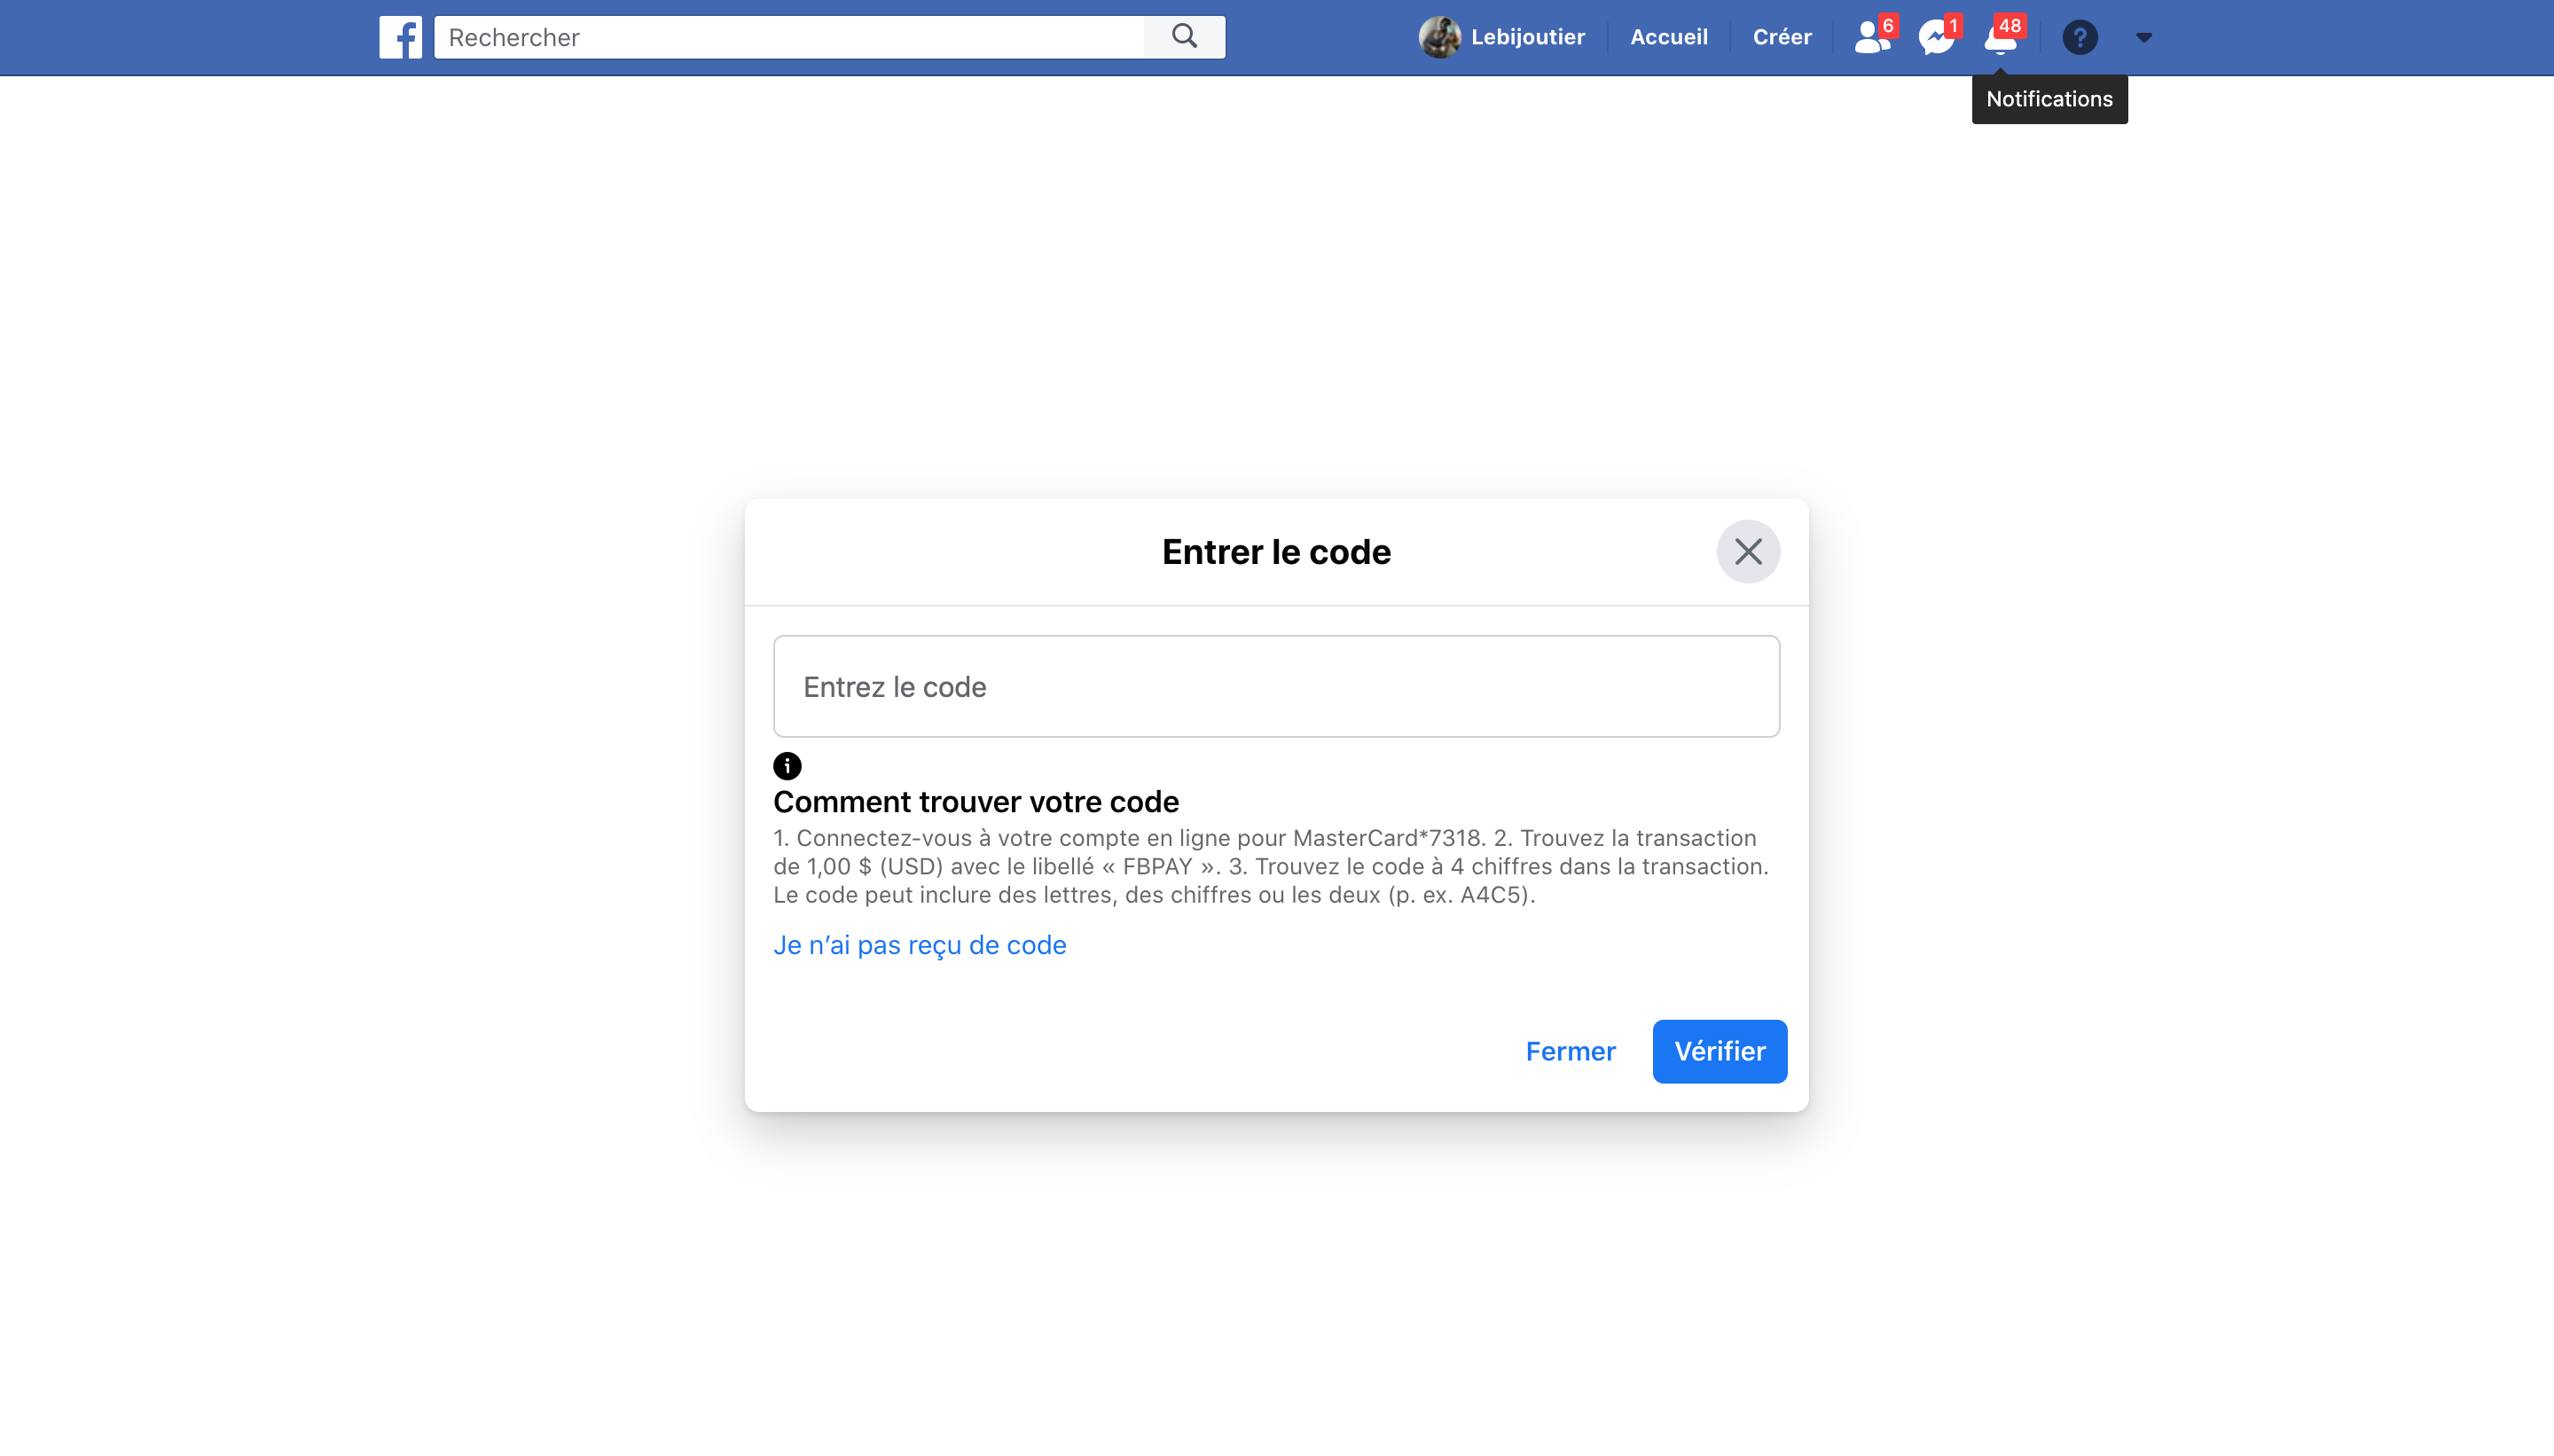 Rechercher
Lebijoutier
Accueil
Créer
6
1
48
Notifications
Entrer le code
Entrez le code
Comment trouver votre code
1. Connectez-vous à votre compte en ligne pour MasterCard*7318. 2. Trouvez la transaction
de 1,00 $ (USD) avec le libellé « FBPAY ». 3. Trouvez le code à 4 chiffres dans la transaction.
Le code peut inclure des lettres, des chiffres ou les deux (p. ex. A4C5).
Je n’ai pas reçu de code
Fermer
Vérifier